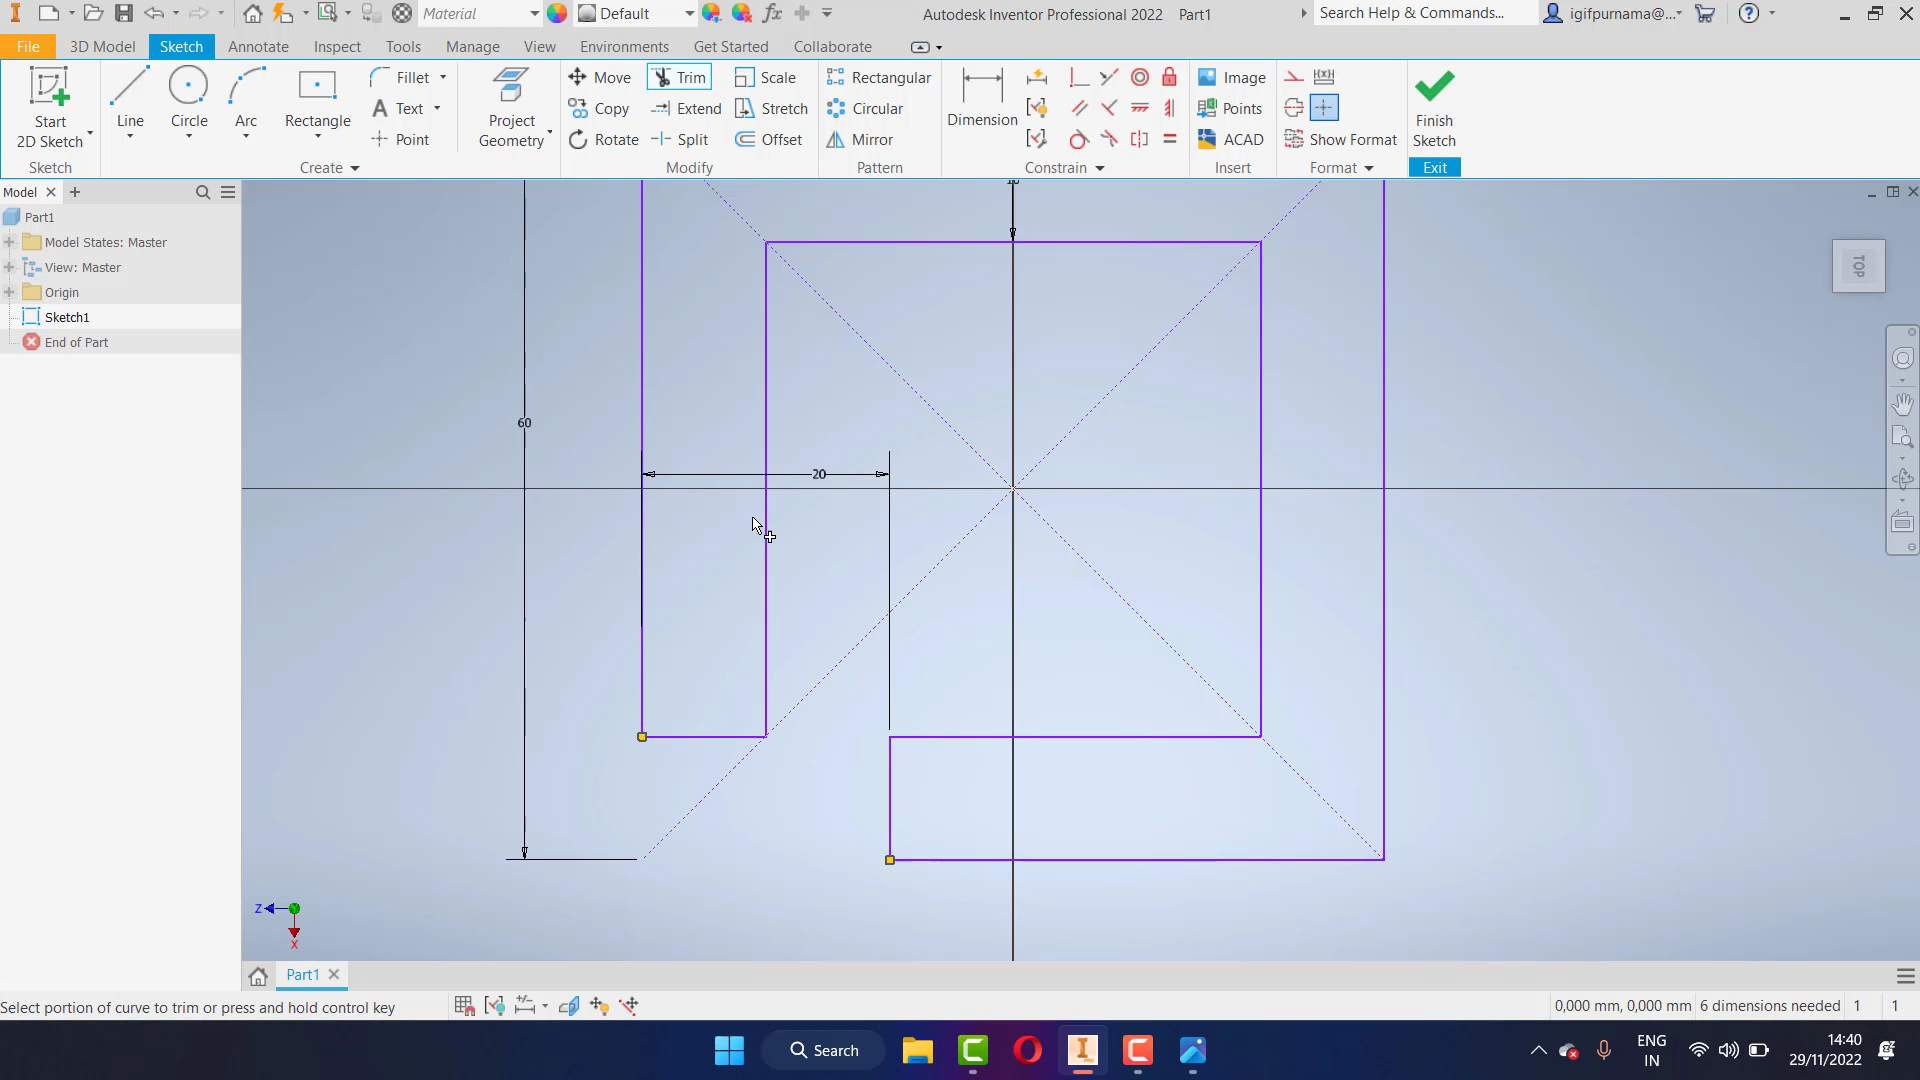 Material
Default
Autodesk Inventor Professional 2022 Part1
Search Help & Commands...
igifpurnama@...
File 3D Model Sketch Annotate Inspect Tools Manage View Environments Get Started Collaborate
Start
2D Sketch
Line
Circle
Arc
Rectangle
Fillet
Text
Point
Project
Geometry
Move
Copy
Rotate
Trim
Extend
Split
Scale
Stretch
Offset
Rectangular
Circular
Mirror
Dimension
Image
Points
ACAD
Show Format
Finish
Sketch
Sketch Create Modify Pattern Constrain Insert Format Exit
Model
Part1
Model States: Master
View: Master
Origin
Sketch1
End of Part
TOP
60
20
Z
X
Part1
Select portion of curve to trim or press and hold control key
0,000 mm, 0,000 mm 6 dimensions needed 1 1
Search
ENG
IN
14:40
29/11/2022